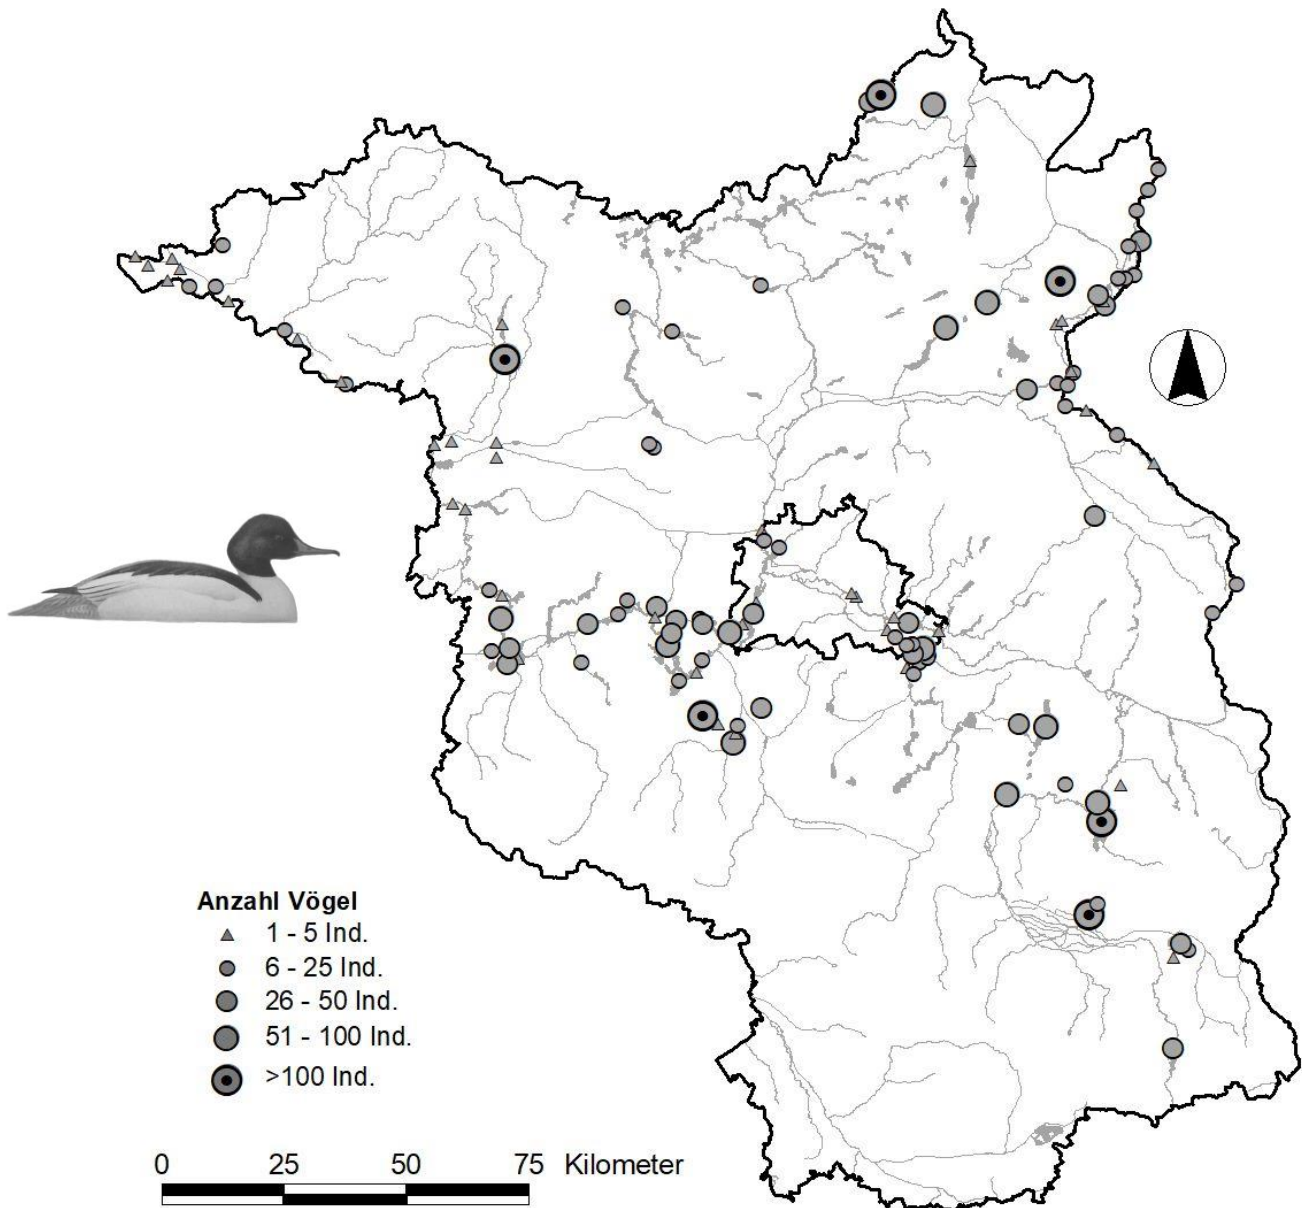 Anzahl Vögel
1 - 5 Ind.
6 - 25 Ind.
26 - 50 Ind.
51 - 100 Ind.
>100 Ind.
0 25 50 75 Kilometer